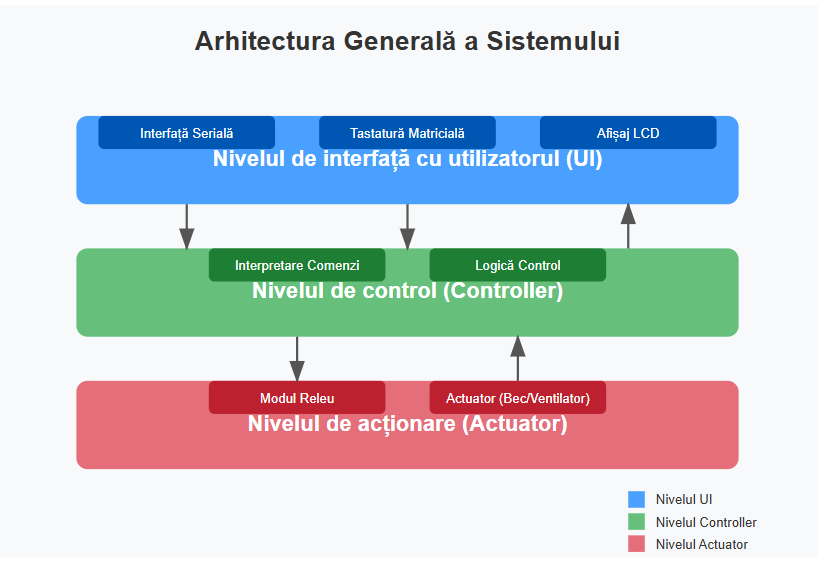 Arhitectura Generală a Sistemului
Interfață Serială
Tastatură Matricială
Afișaj LCD
Nivelul de interfață cu utilizatorul (UI)
Interpretare Comenzi
Logică Control
Nivelul de control (Controller)
Modul Releu
Actuator (Bec/Ventilator)
Nivelul de acționare (Actuator)
Nivelul UI
Nivelul Controller
Nivelul Actuator